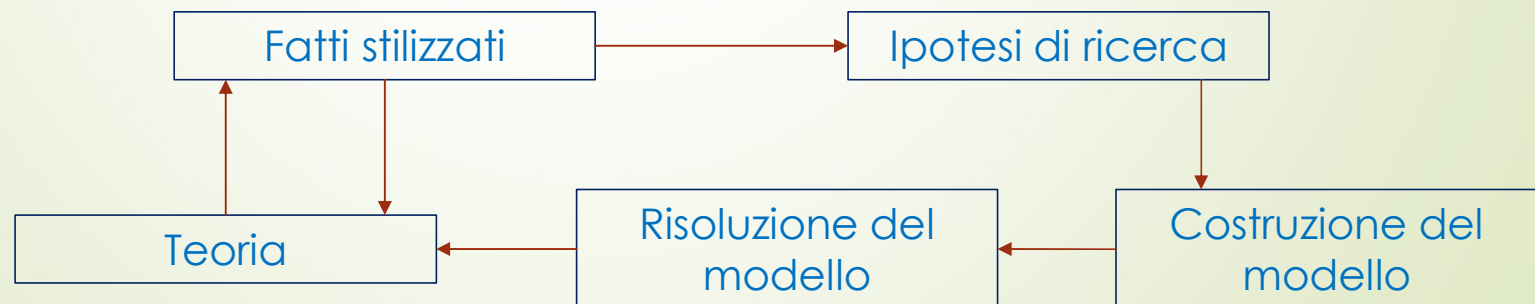 Fatti stilizzati
Ipotesi di ricerca
Teoria
Risoluzione del
modello
Costruzione del
modello